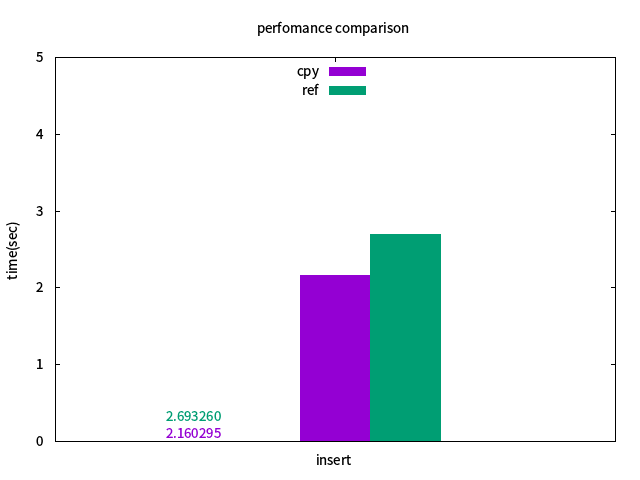 perfomance comparison
cpy
ref
5
4
3
2
1
0
time(sec)
2.693260
2.160295
insert